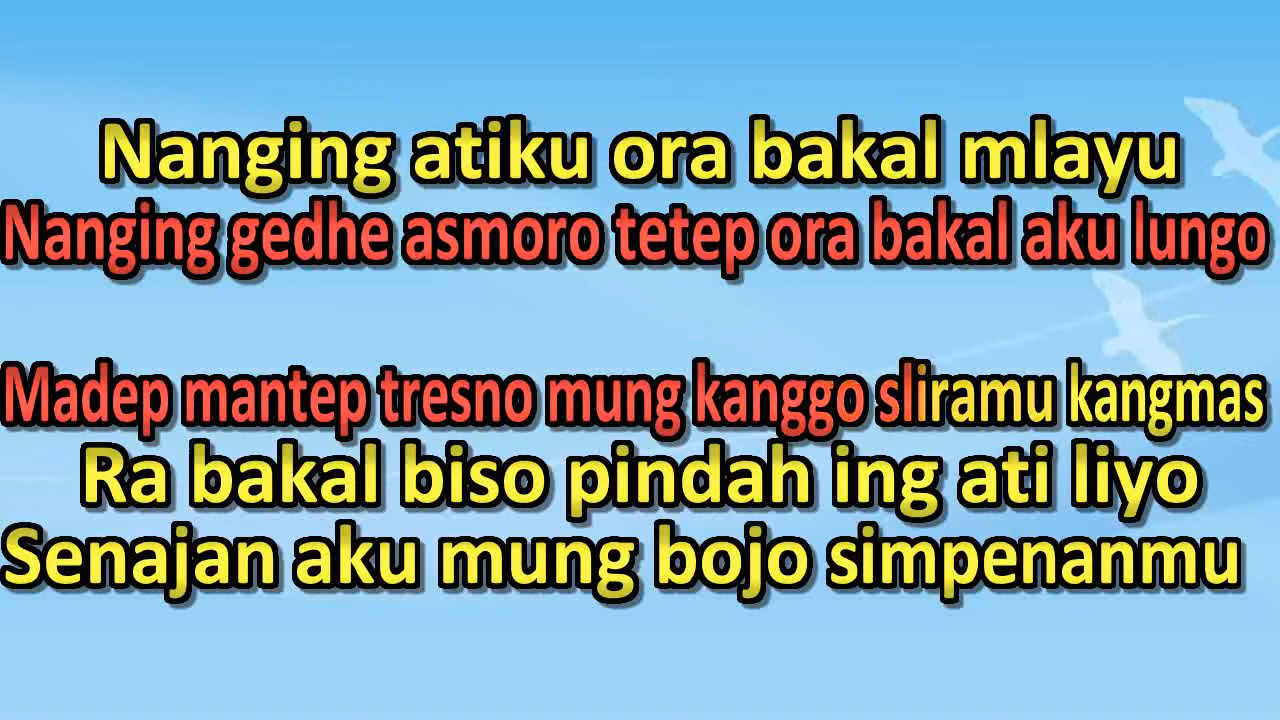 Nanging atiku ora bakal mlayu
Nanging gedhe asmoro tetep ora bakal aku lungo
Madep mantep tresno mung kanggo sliramu kangmas
Ra bakal biso pindah ing ati liyo
Senajan aku mung bojo simpenanmu